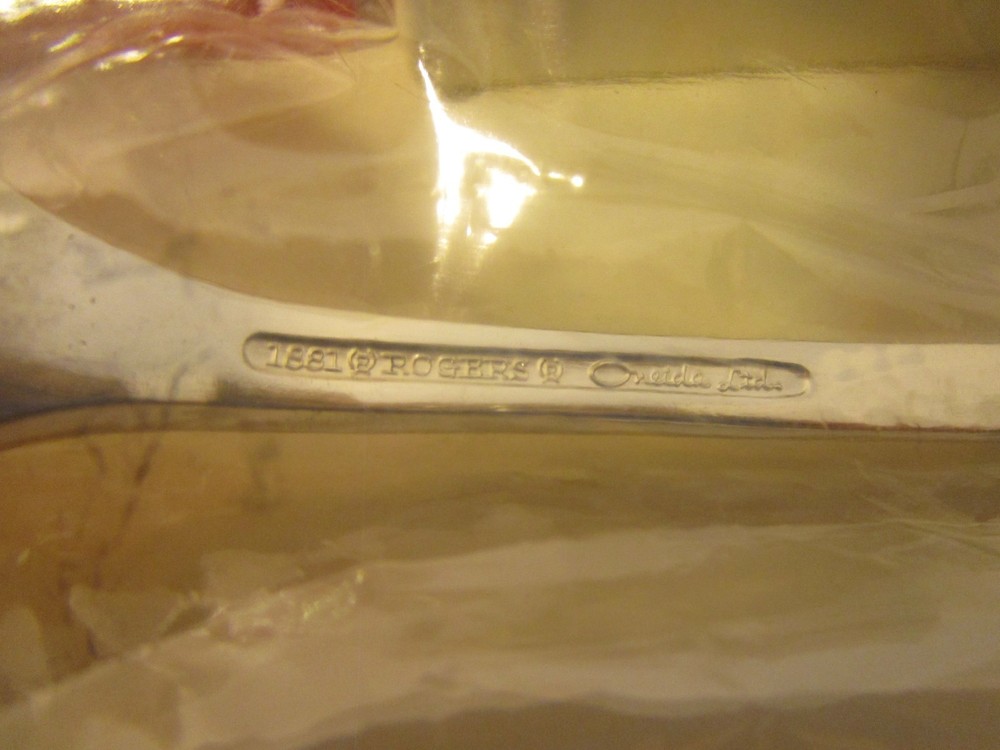 1881 ® ROGERS ® Oneida Ltd.